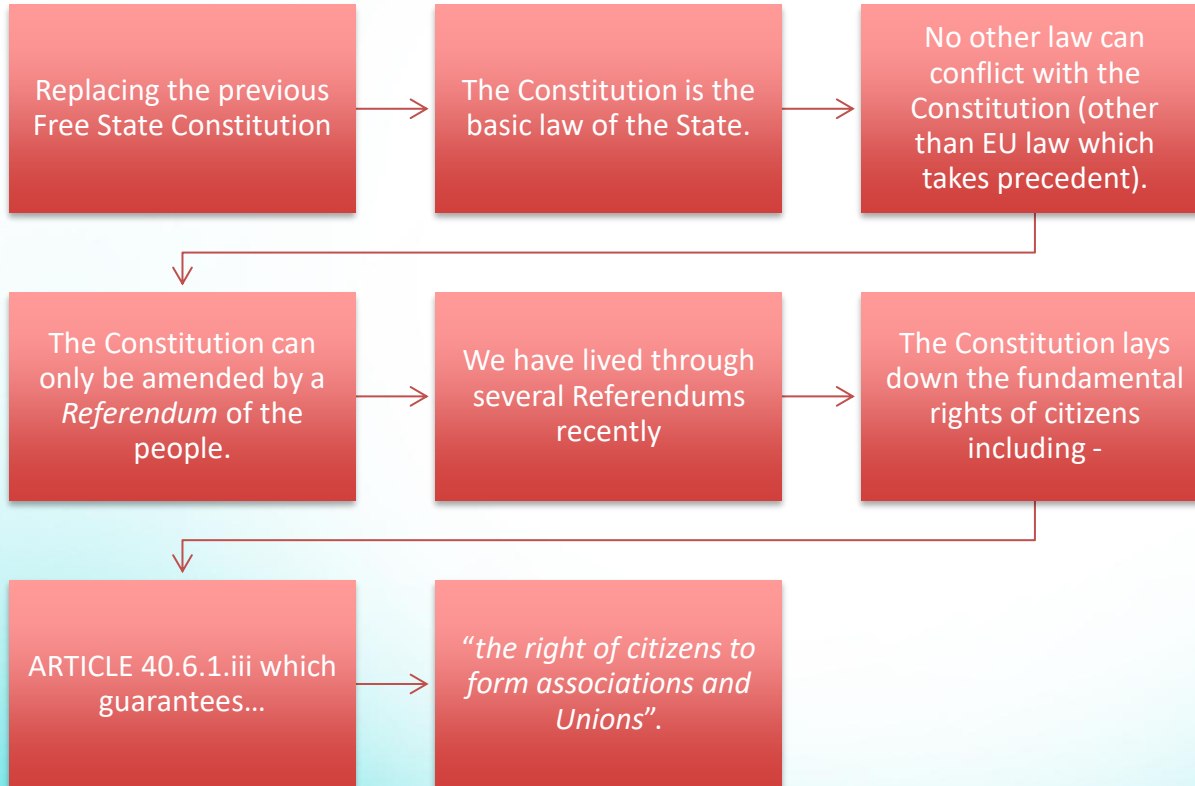 Replacing the previous
Free State Constitution
The Constitution is the
basic law of the State.
No other law can
conflict with the
Constitution (other
than EU law which
takes precedent).
The Constitution can
only be amended by a
Referendum of the
people.
We have lived through
several Referendums
recently
The Constitution lays
down the fundamental
rights of citizens
including -
ARTICLE 40.6.1.iii which
guarantees…
“the right of citizens to
form associations and
Unions”.